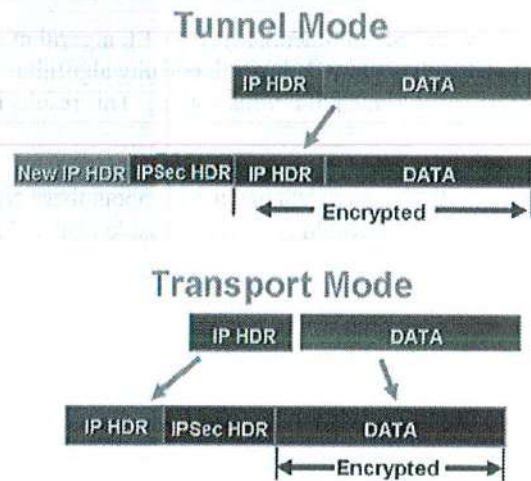 Tunnel Mode
IP HDR DATA
New IP HDR IPSec HDR IP HDR DATA
Encrypted
Transport Mode
IP HDR DATA
IP HDR IPSec HDR DATA
Encrypted